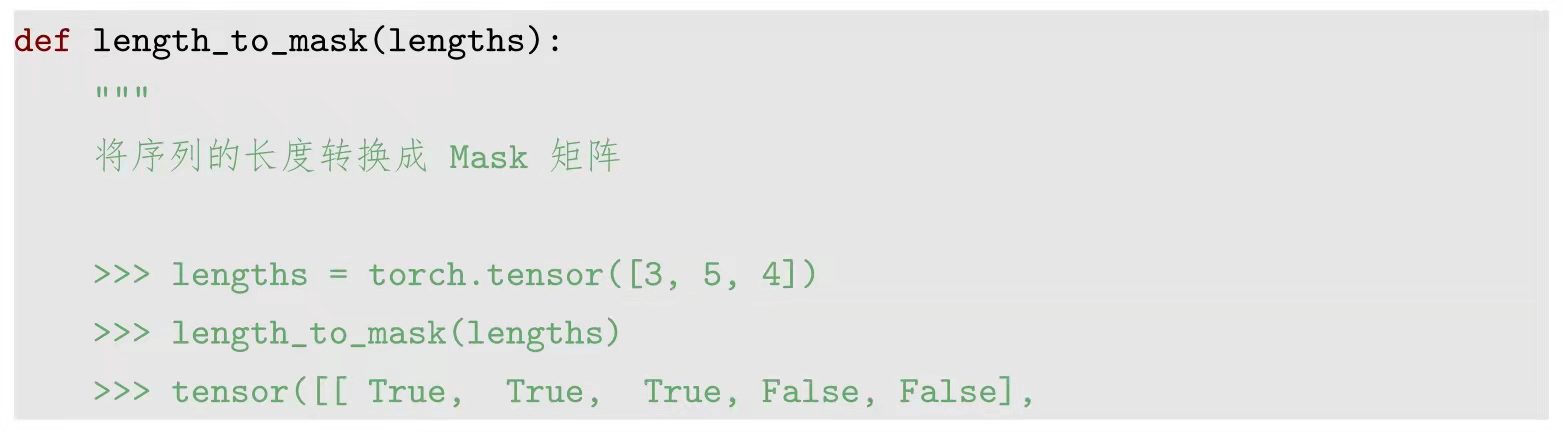 def length_to_mask(lengths):
    """
    将序列的长度转换成 Mask 矩阵
    >>> lengths = torch.tensor([3, 5, 4])
    >>> length_to_mask(lengths)
    >>> tensor([[ True,  True,  True, False, False],